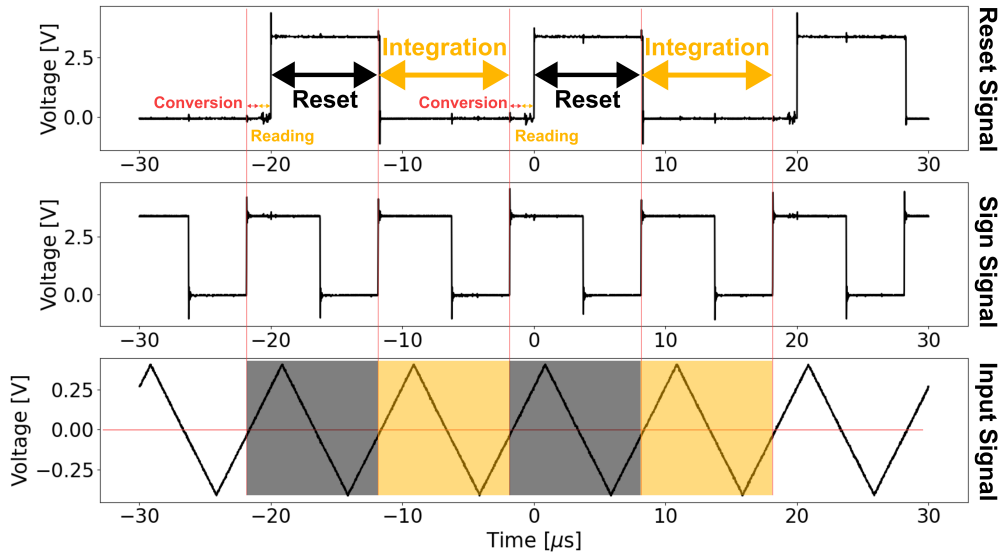 Voltage [V]
2.5
0.0
Integration
Integration
Reset
Reset
Conversion
Conversion
Reading
Reading
Reset Signal
−30 −20 −10 0 10 20 30
Voltage [V]
2.5
0.0
Sign Signal
−30 −20 −10 0 10 20 30
Voltage [V]
0.25
0.00
−0.25
Input Signal
−30 −20 −10 0 10 20 30
Time [μs]